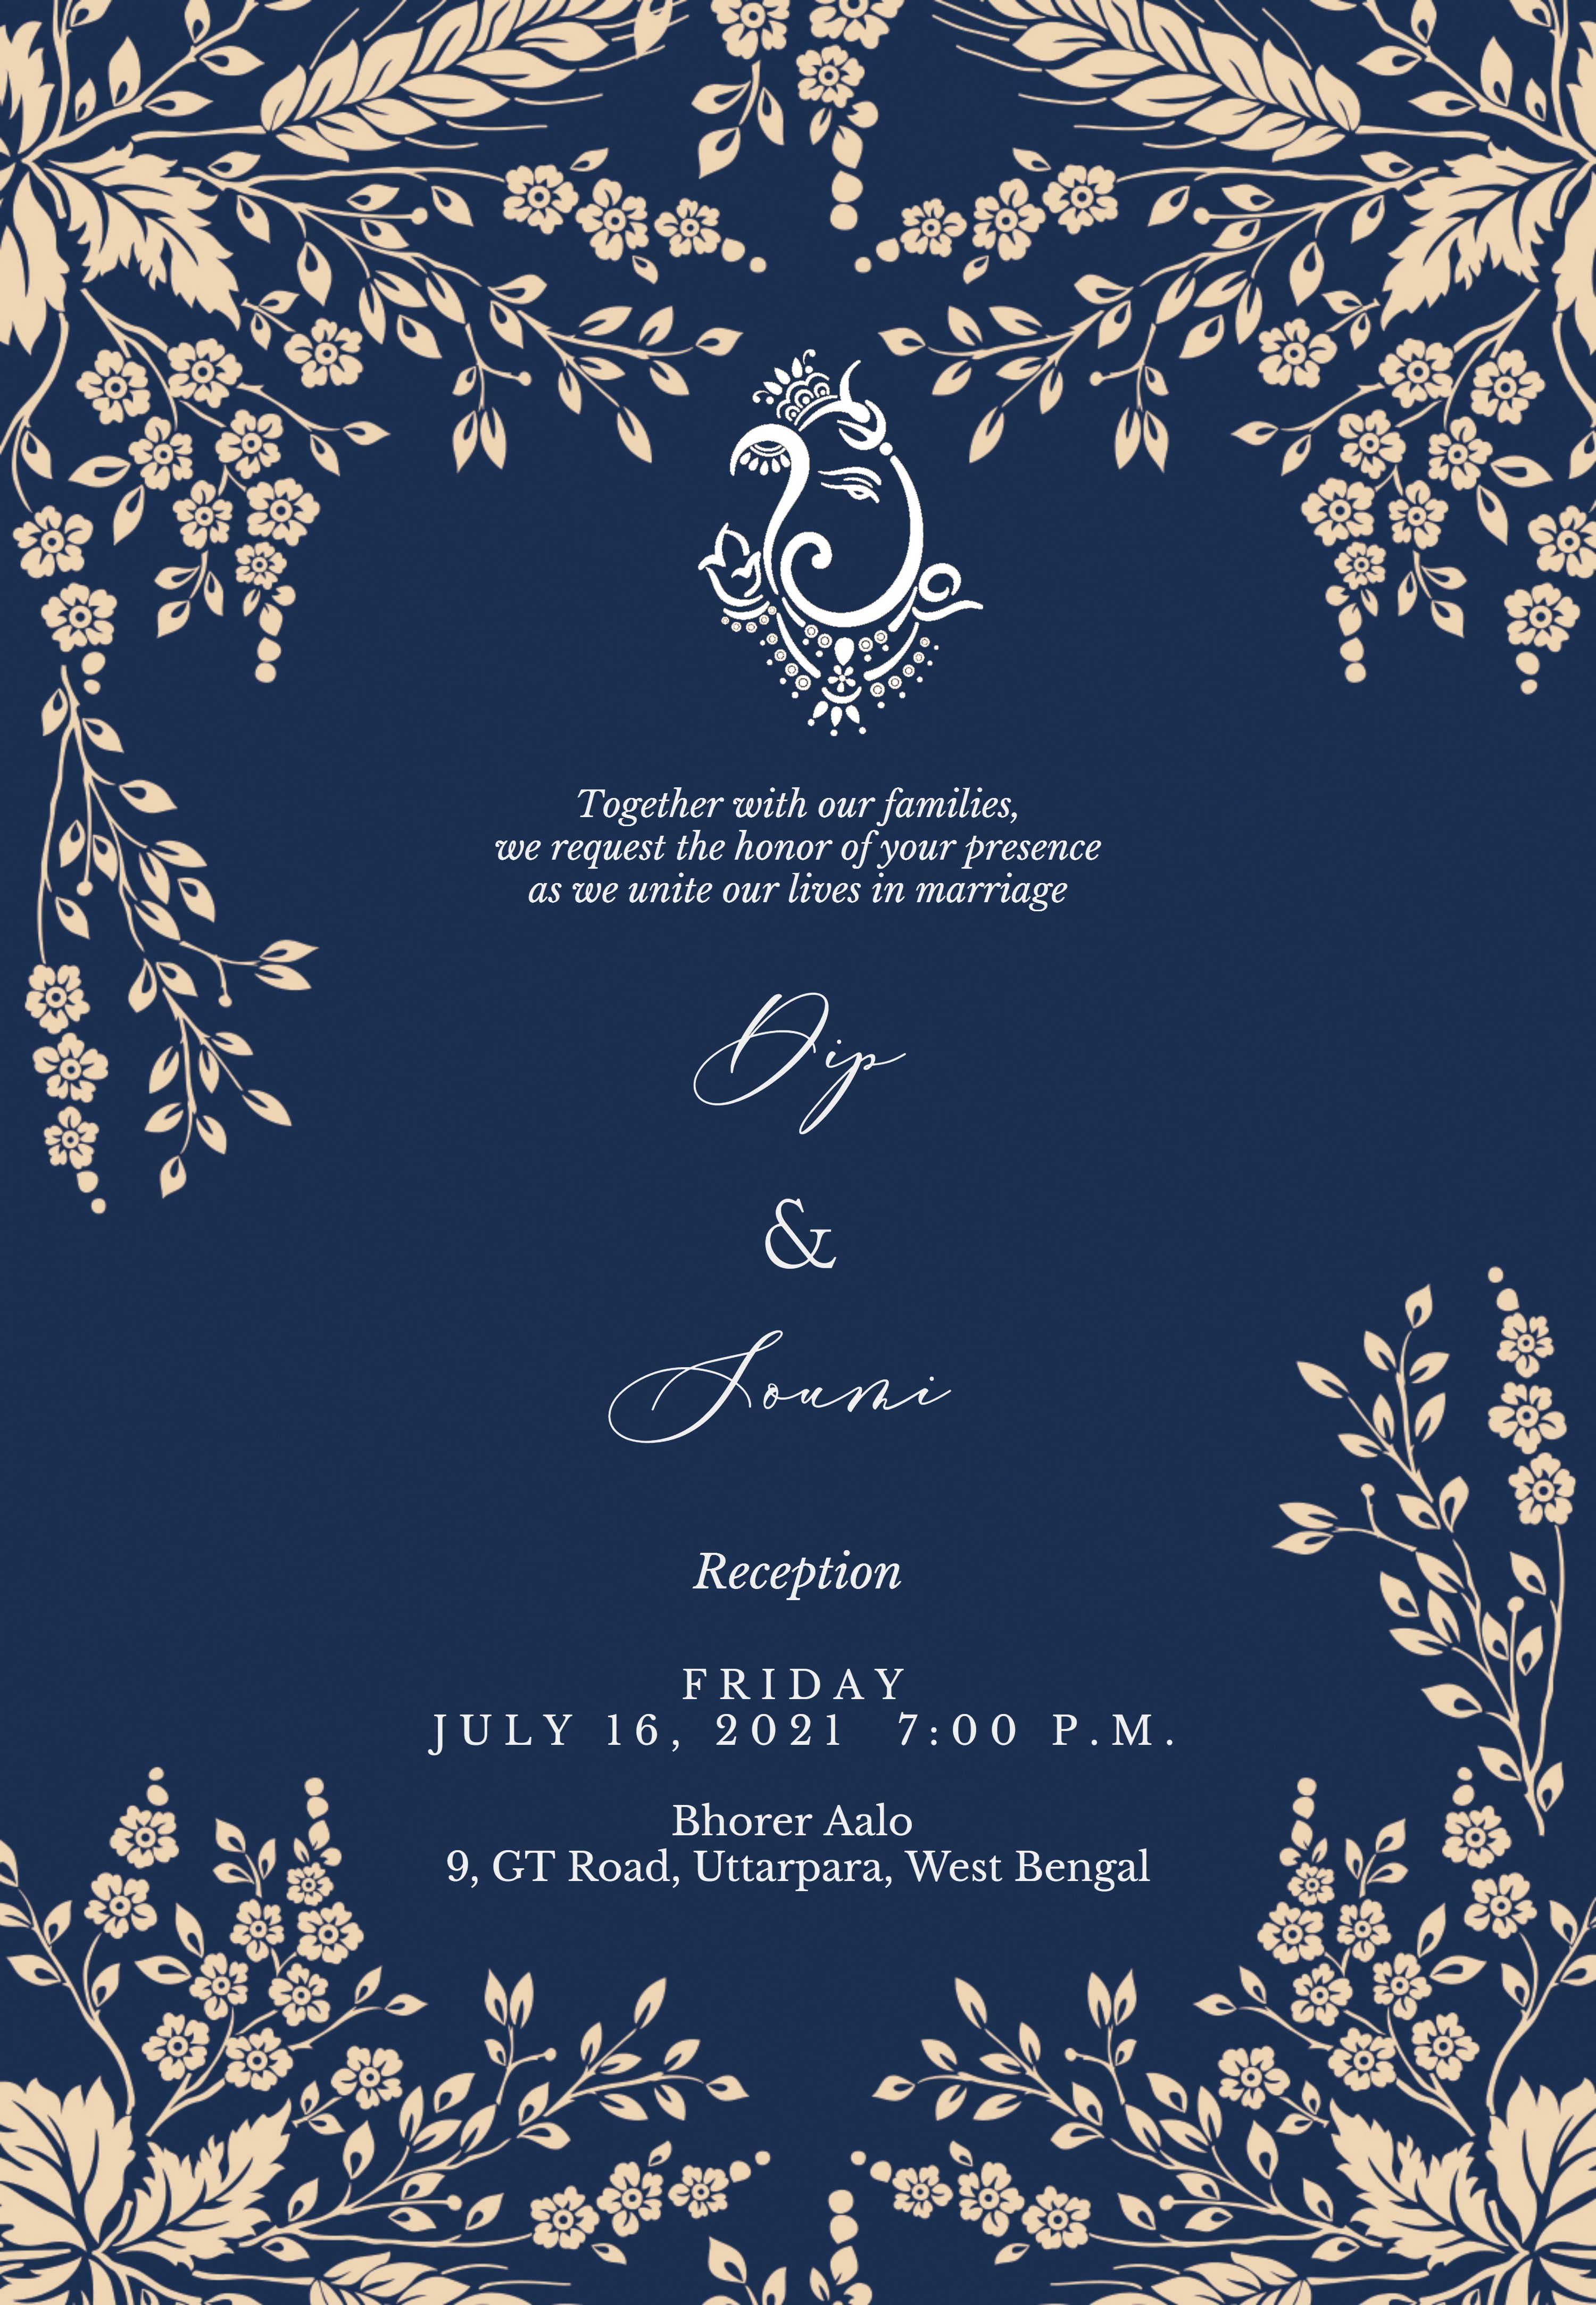 Together with our families,
we request the honor of your presence
as we unite our lives in marriage
Dip
&
Soumi
Reception
FRIDAY
JULY 16, 2021 7:00 P.M.
Bhorer Aalo
9, GT Road, Uttarpara, West Bengal